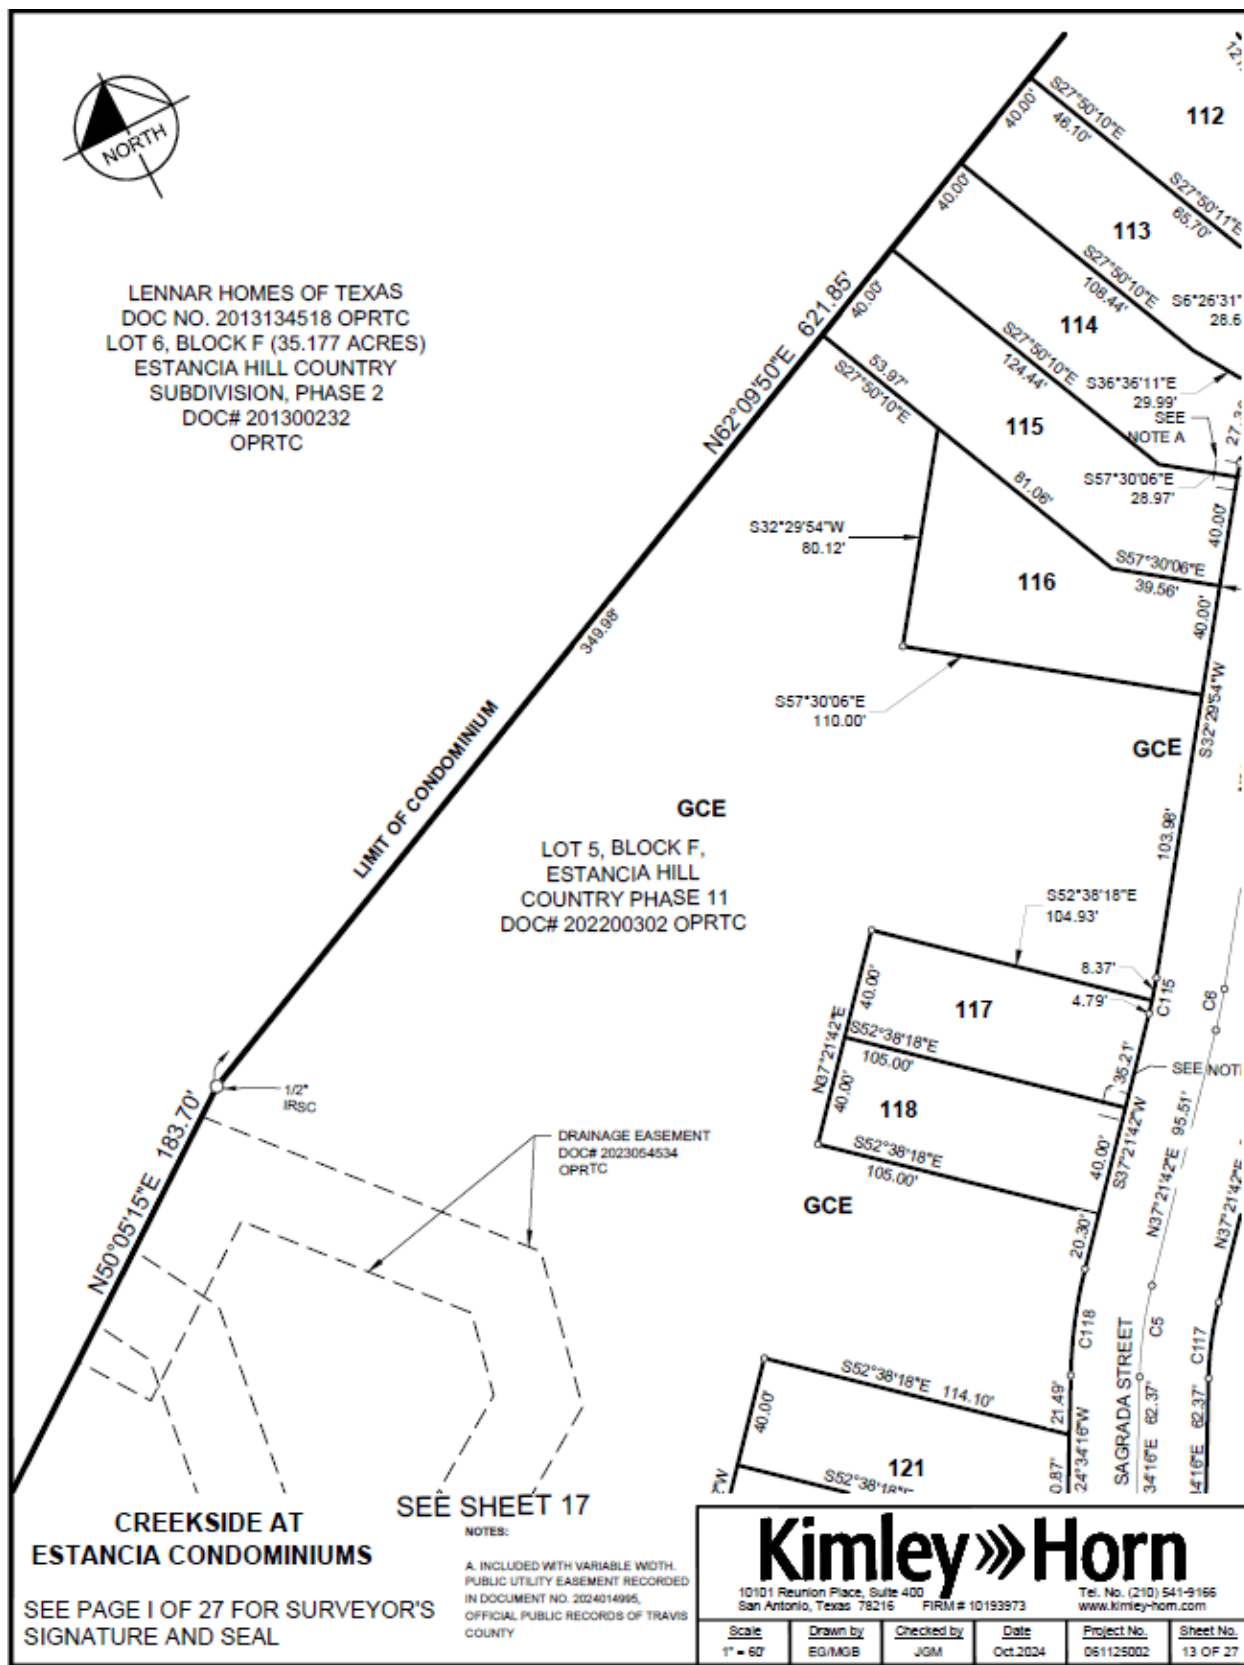 NORTH
LENNAR HOMES OF TEXAS
DOC NO. 2013134518 OPRTC
LOT 6, BLOCK F (35.177 ACRES)
ESTANCIA HILL COUNTRY
SUBDIVISION, PHASE 2
DOC# 201300232
OPRTC
112
S27°50'10"E
46.10'
S27°50'11"E
65.70'
40.00'
113
S27°50'10"E
108.44'
40.00'
S6°26'31"
28.6
114
S36°36'11"E
29.99'
SEE
NOTE A
S27°50'10"E
124.44'
40.00'
N62°09'50"E 621.85'
53.97'
S27°50'10"E
115
81.06'
S57°30'06"E
28.97'
40.00'
S32°29'54"W
80.12'
116
S57°30'06"E
39.56'
40.00'
349.98'
S57°30'06"E
110.00'
S32°29'54"W
LIMIT OF CONDOMINIUM
GCE
GCE
LOT 5, BLOCK F,
ESTANCIA HILL
COUNTRY PHASE 11
DOC# 202200302 OPRTC
103.98'
S52°38'18"E
104.93'
8.37'
4.79'
C115
C6
40.00'
117
N37°21'42"E
S52°38'18"E
105.00'
35.21'
SEE NOT
40.00'
118
S52°38'18"E
105.00'
40.00'
S37°21'42"W
N37°21'42"E 95.51'
N37°21'42"E
1/2"
IRSC
N50°05'15"E 183.70'
DRAINAGE EASEMENT
DOC# 2023054534
OPRTC
GCE
20.30'
C118
C5
C117
SAGRADA STREET
S52°38'18"E 114.10'
40.00'
21.49'
24°34'16"W
0.87'
34'16"E 62.37'
4'16"E 62.37'
121
S52°38'18"E
"W
SEE SHEET 17
CREEKSIDE AT
ESTANCIA CONDOMINIUMS
SEE PAGE I OF 27 FOR SURVEYOR'S
SIGNATURE AND SEAL
NOTES:
A. INCLUDED WITH VARIABLE WIDTH.
PUBLIC UTILITY EASEMENT RECORDED
IN DOCUMENT NO. 2024014995,
OFFICIAL PUBLIC RECORDS OF TRAVIS
COUNTY
Kimley»Horn
10101 Reunion Place, Suite 400
San Antonio, Texas 78216 FIRM # 10193973
Tel. No. (210) 541-9166
www.kimley-horn.com
Scale Drawn by Checked by Date Project No. Sheet No.
1" = 60' EG/MGB JGM Oct.2024 061125002 13 OF 27